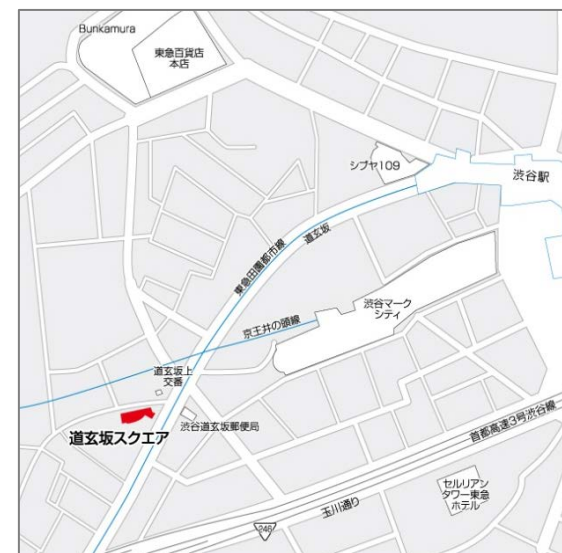 Bunkamura
東急百貨店
本店
シブヤ109
渋谷駅
東急田園都市線
道玄坂
渋谷マーク
シティ
京王井の頭線
道玄坂上
交番
道玄坂スクエア
渋谷道玄坂郵便局
首都高速3号渋谷線
セルリアン
タワー東急
ホテル
玉川通り
246